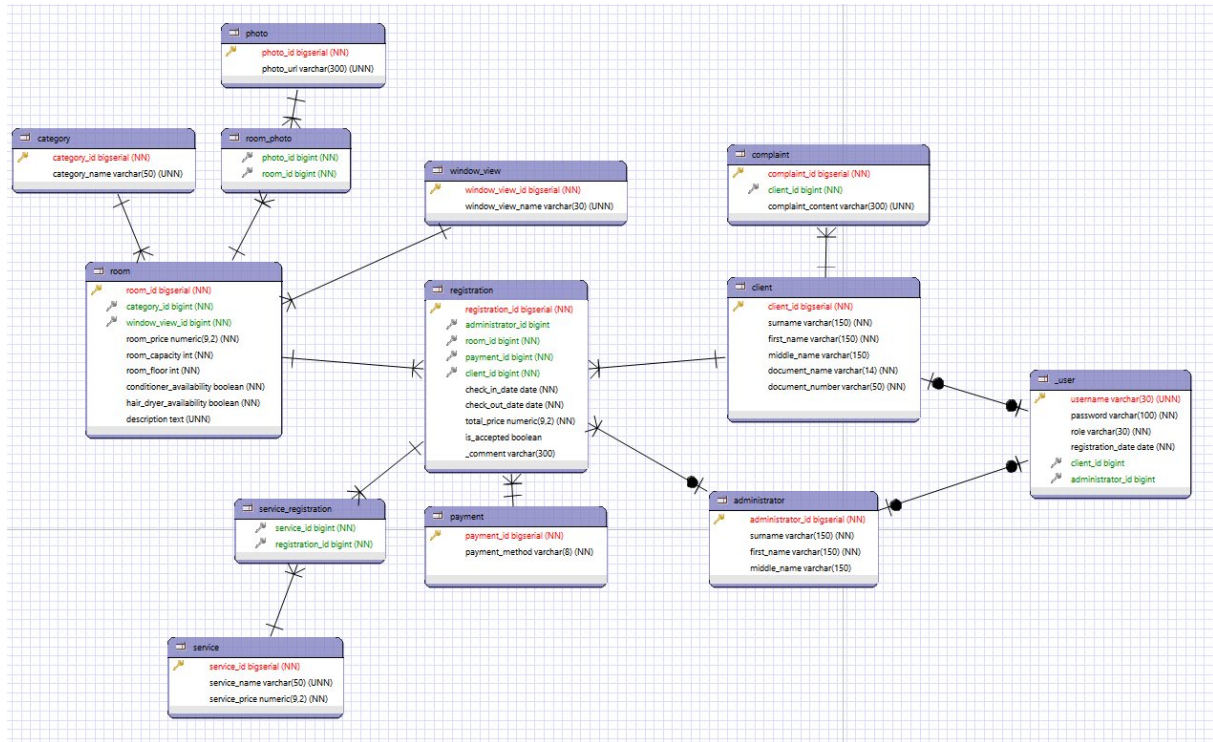 photo
photo_id bigserial (NN)
photo_url varchar(300) (UNN)
category
category_id bigserial (NN)
category_name varchar(50) (UNN)
room_photo
photo_id bigint (NN)
room_id bigint (NN)
window_view
window_view_id bigserial (NN)
window_view_name varchar(30) (UNN)
complaint
complaint_id bigserial (NN)
client_id bigint (NN)
complaint_content varchar(300) (UNN)
room
room_id bigserial (NN)
category_id bigint (NN)
window_view_id bigint (NN)
room_price numeric(9,2) (NN)
room_capacity int (NN)
room_floor int (NN)
conditioner_availability boolean (NN)
hair_dryer_availability boolean (NN)
description text (UNN)
registration
registration_id bigserial (NN)
administrator_id bigint
room_id bigint (NN)
payment_id bigint (NN)
client_id bigint (NN)
check_in_date date (NN)
check_out_date date (NN)
total_price numeric(9,2) (NN)
is_accepted boolean
_comment varchar(300)
client
client_id bigserial (NN)
surname varchar(150) (NN)
first_name varchar(150) (NN)
middle_name varchar(150)
document_name varchar(14) (NN)
document_number varchar(50) (NN)
_user
username varchar(30) (UNN)
password varchar(100) (NN)
role varchar(30) (NN)
registration_date date (NN)
client_id bigint
administrator_id bigint
service_registration
service_id bigint (NN)
registration_id bigint (NN)
payment
payment_id bigserial (NN)
payment_method varchar(8) (NN)
administrator
administrator_id bigserial (NN)
surname varchar(150) (NN)
first_name varchar(150) (NN)
middle_name varchar(150)
service
service_id bigserial (NN)
service_name varchar(50) (UNN)
service_price numeric(9,2) (NN)